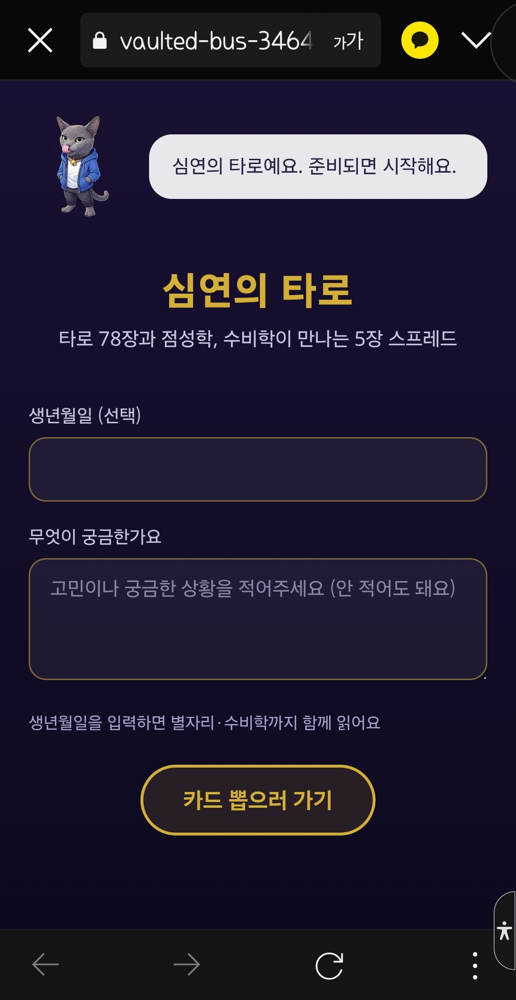 vaulted-bus-3464
가가
심연의 타로예요. 준비되면 시작해요.
심연의 타로
타로 78장과 점성학, 수비학이 만나는 5장 스프레드
생년월일 (선택)
무엇이 궁금한가요
고민이나 궁금한 상황을 적어주세요 (안 적어도 돼요)
생년월일을 입력하면 별자리·수비학까지 함께 읽어요
카드 뽑으러 가기